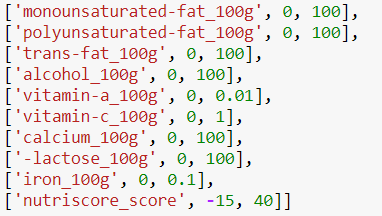 ['monounsaturated-fat_100g', 0, 100],
['polyunsaturated-fat_100g', 0, 100],
['trans-fat_100g', 0, 100],
['alcohol_100g', 0, 100],
['vitamin-a_100g', 0, 0.01],
['vitamin-c_100g', 0, 1],
['calcium_100g', 0, 100],
['-lactose_100g', 0, 100],
['iron_100g', 0, 0.1],
['nutriscore_score', -15, 40]]